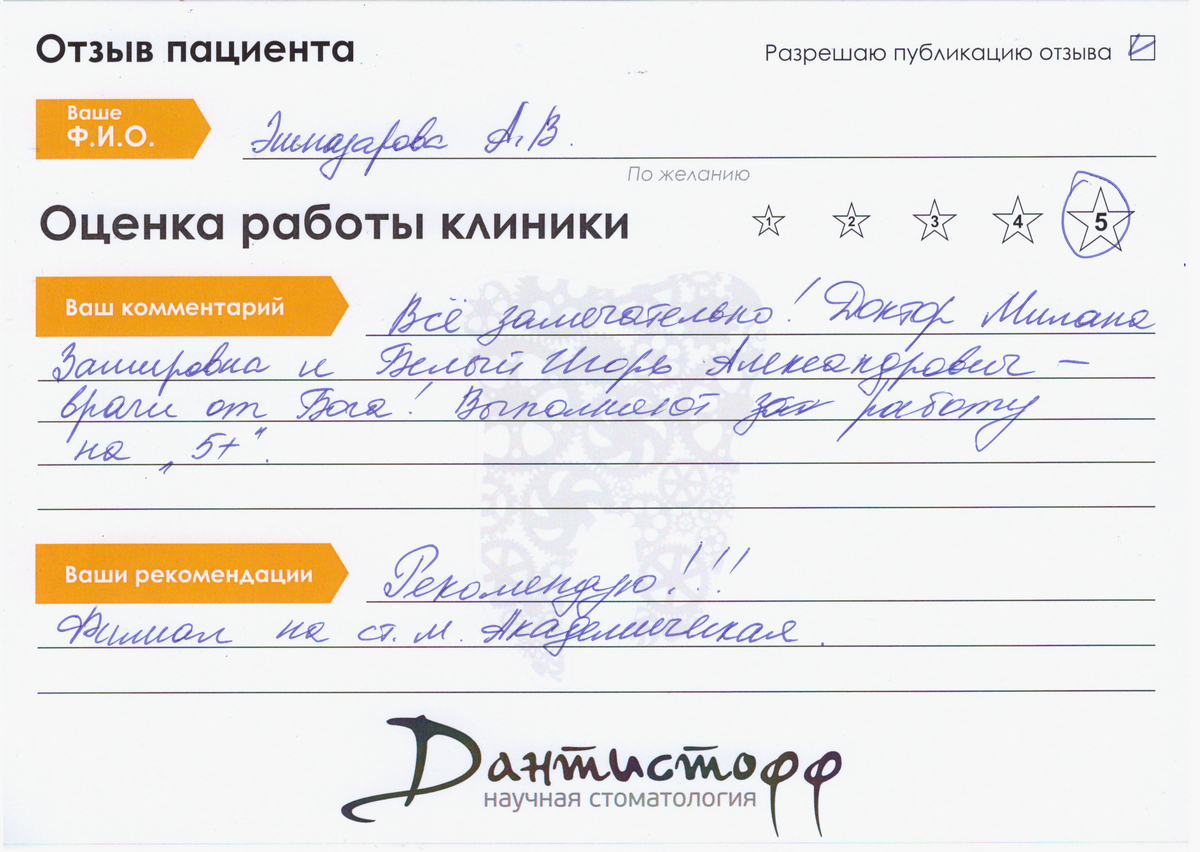 Отзыв пациента
Разрешаю публикацию отзыва
Ваше
Ф.И.О.
Эшназарова А.В.
По желанию
Оценка работы клиники
1 2 3 4 5
Ваш комментарий
Всё замечательно! Доктор Милана
Замировна и Белый Игорь Александрович –
врачи от Бога! Выполняют работу
на „5+“.
Ваши рекомендации
Рекомендую!!!
Филиал на ст. м. Академическая.
Дантистофф
научная стоматология